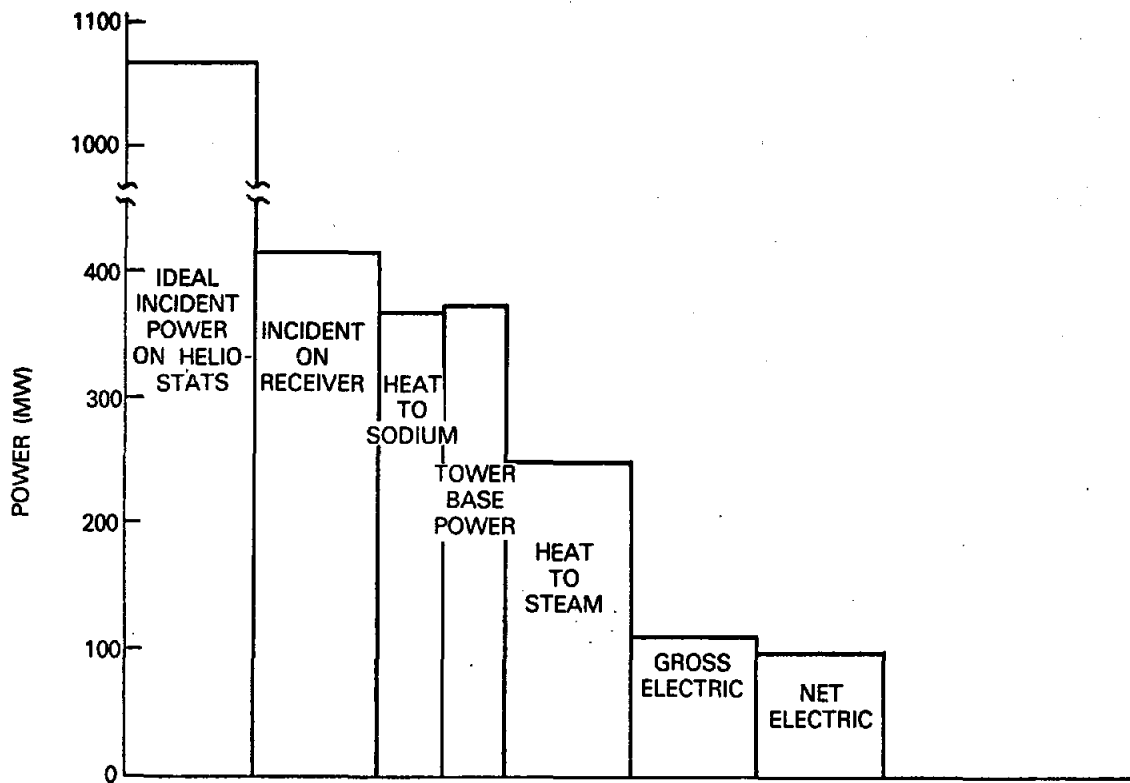 1100
1000
400
300
200
100
0
POWER (MW)
IDEAL
INCIDENT
POWER
ON HELIO-
STATS
INCIDENT
ON
RECEIVER
HEAT
TO
SODIUM
TOWER
BASE
POWER
HEAT
TO
STEAM
GROSS
ELECTRIC
NET
ELECTRIC